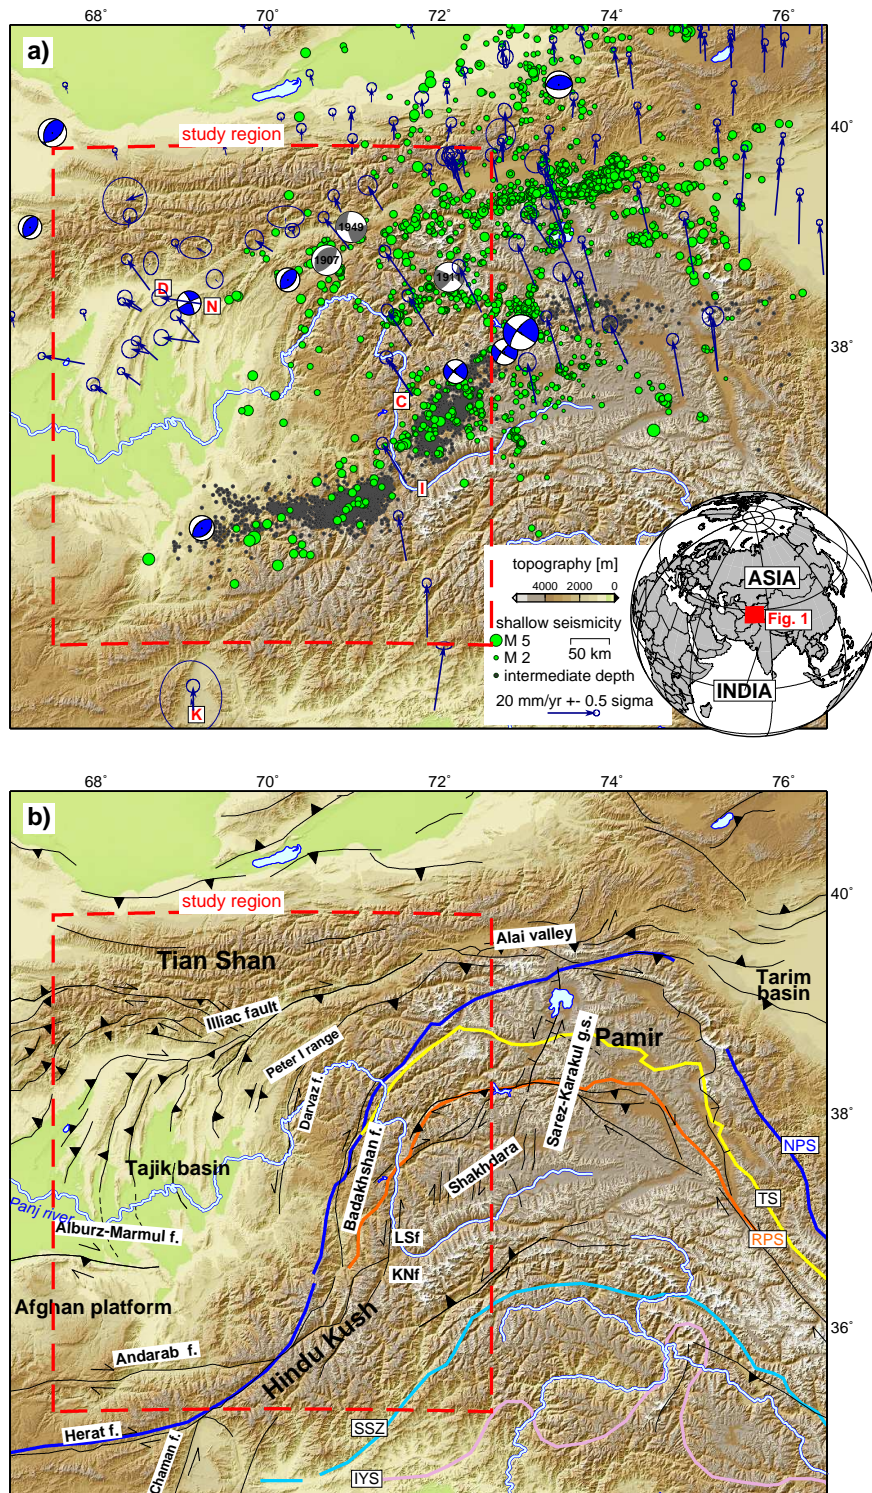 68°
70°
72°
74°
76°
a)
study region
40°
38°
1949
1907
1911
D
N
C
I
K
topography [m]
4000 2000 0
shallow seismicity
M 5
M 2
50 km
intermediate depth
20 mm/yr +- 0.5 sigma
ASIA
Fig. 1
INDIA
68°
70°
72°
74°
76°
b)
study region
40°
38°
36°
Alai valley
Tian Shan
Tarim
basin
Illiac fault
Pamir
Peter I range
Sarez-Karakul g.s.
Darvaz f.
Badakhshan f.
NPS
Tajik basin
Shakhdara
TS
Panj river
Alburz-Marmul f.
LSf
RPS
KNf
Afghan platform
Hindu Kush
Andarab f.
Herat f.
SSZ
Chaman f.
IYS